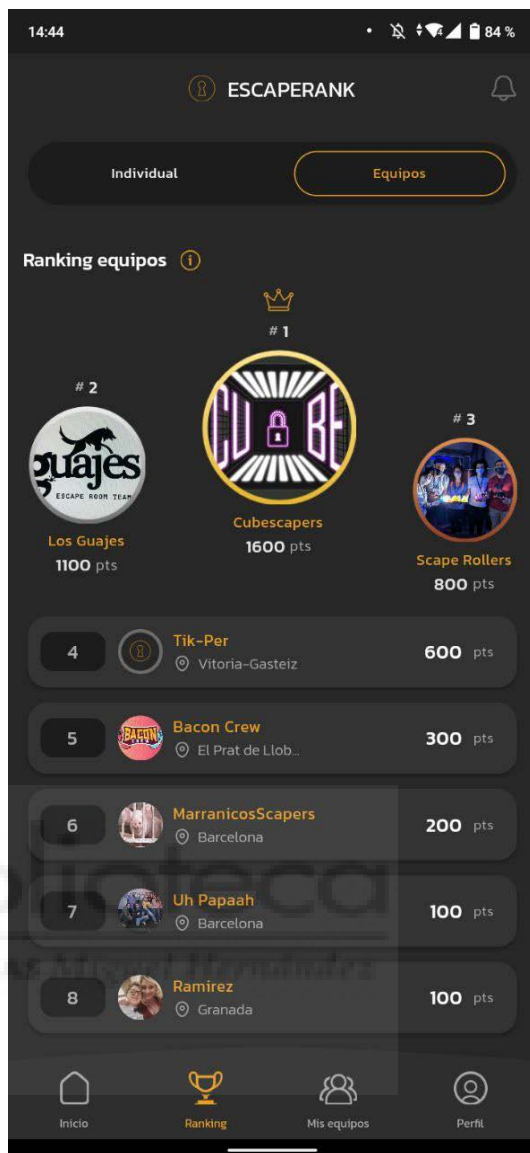 14:44
84 %
ESCAPERANK
Individual
Equipos
Ranking equipos
# 1
# 2
# 3
CUBE
guajes
ESCAPE ROOM TEAM
Cubescapers
1600 pts
Los Guajes
1100 pts
Scape Rollers
800 pts
4
Tik-Per
Vitoria-Gasteiz
600 pts
5
BACON
Bacon Crew
El Prat de Llob...
300 pts
6
MarranicosScapers
Barcelona
200 pts
7
Uh Papaah
Barcelona
100 pts
8
Ramirez
Granada
100 pts
Miguel Hernández
Inicio
Ranking
Mis equipos
Perfil